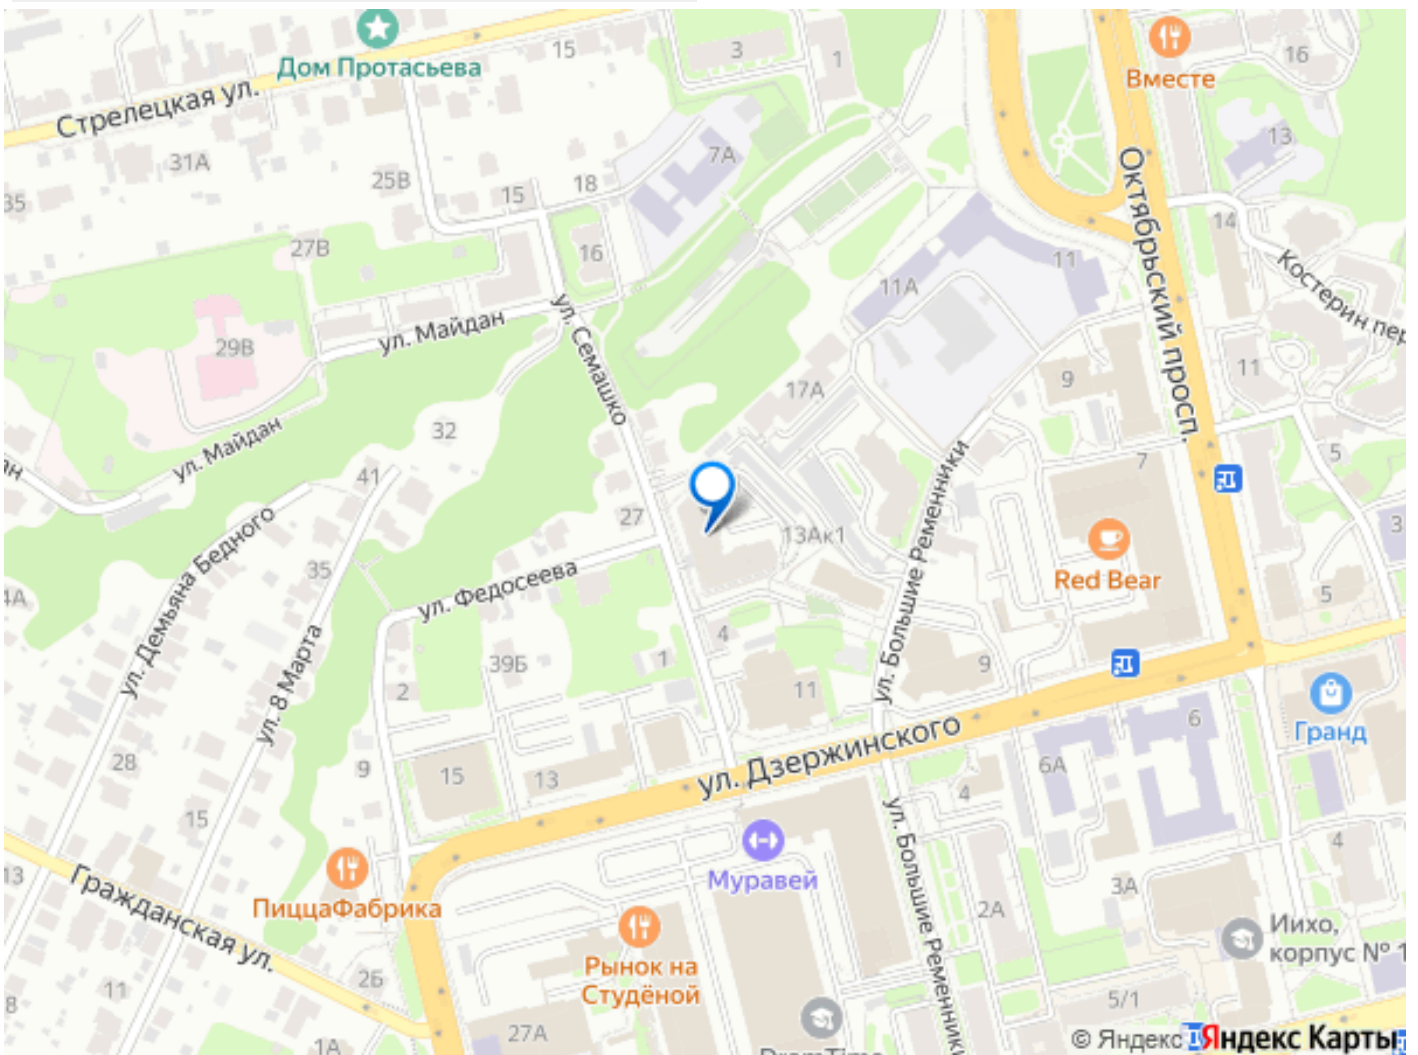 Дом Протасьева
15
3
1
Вместе
16
Стрелецкая ул.
31А
7А
13
35
25В
15
18
14
27В
16
11А
11
Октябрьский просп.
Костерин пер
ул. Майдан
ул. Семашко
29В
11
9
17А
32
ул. Майдан
5
7
41
27
ул. Демьяна Бедного
13Ак1
ул. Большие Ременники
3
Red Bear
35
ул. Федосеева
4А
5
4
39Б
1
9
ул. 8 Марта
2
11
6
Гранд
28
9
15
13
ул. Дзержинского
6А
4
15
ул. Большие Ременники
4
Муравей
13
Гражданская ул.
ПиццаФабрика
3А
2А
Рынок на
Студёной
Иихо,
корпус № 1
2Б
11
8
5/1
27А
1А
DrumTime
© Яндекс Яндекс Карты